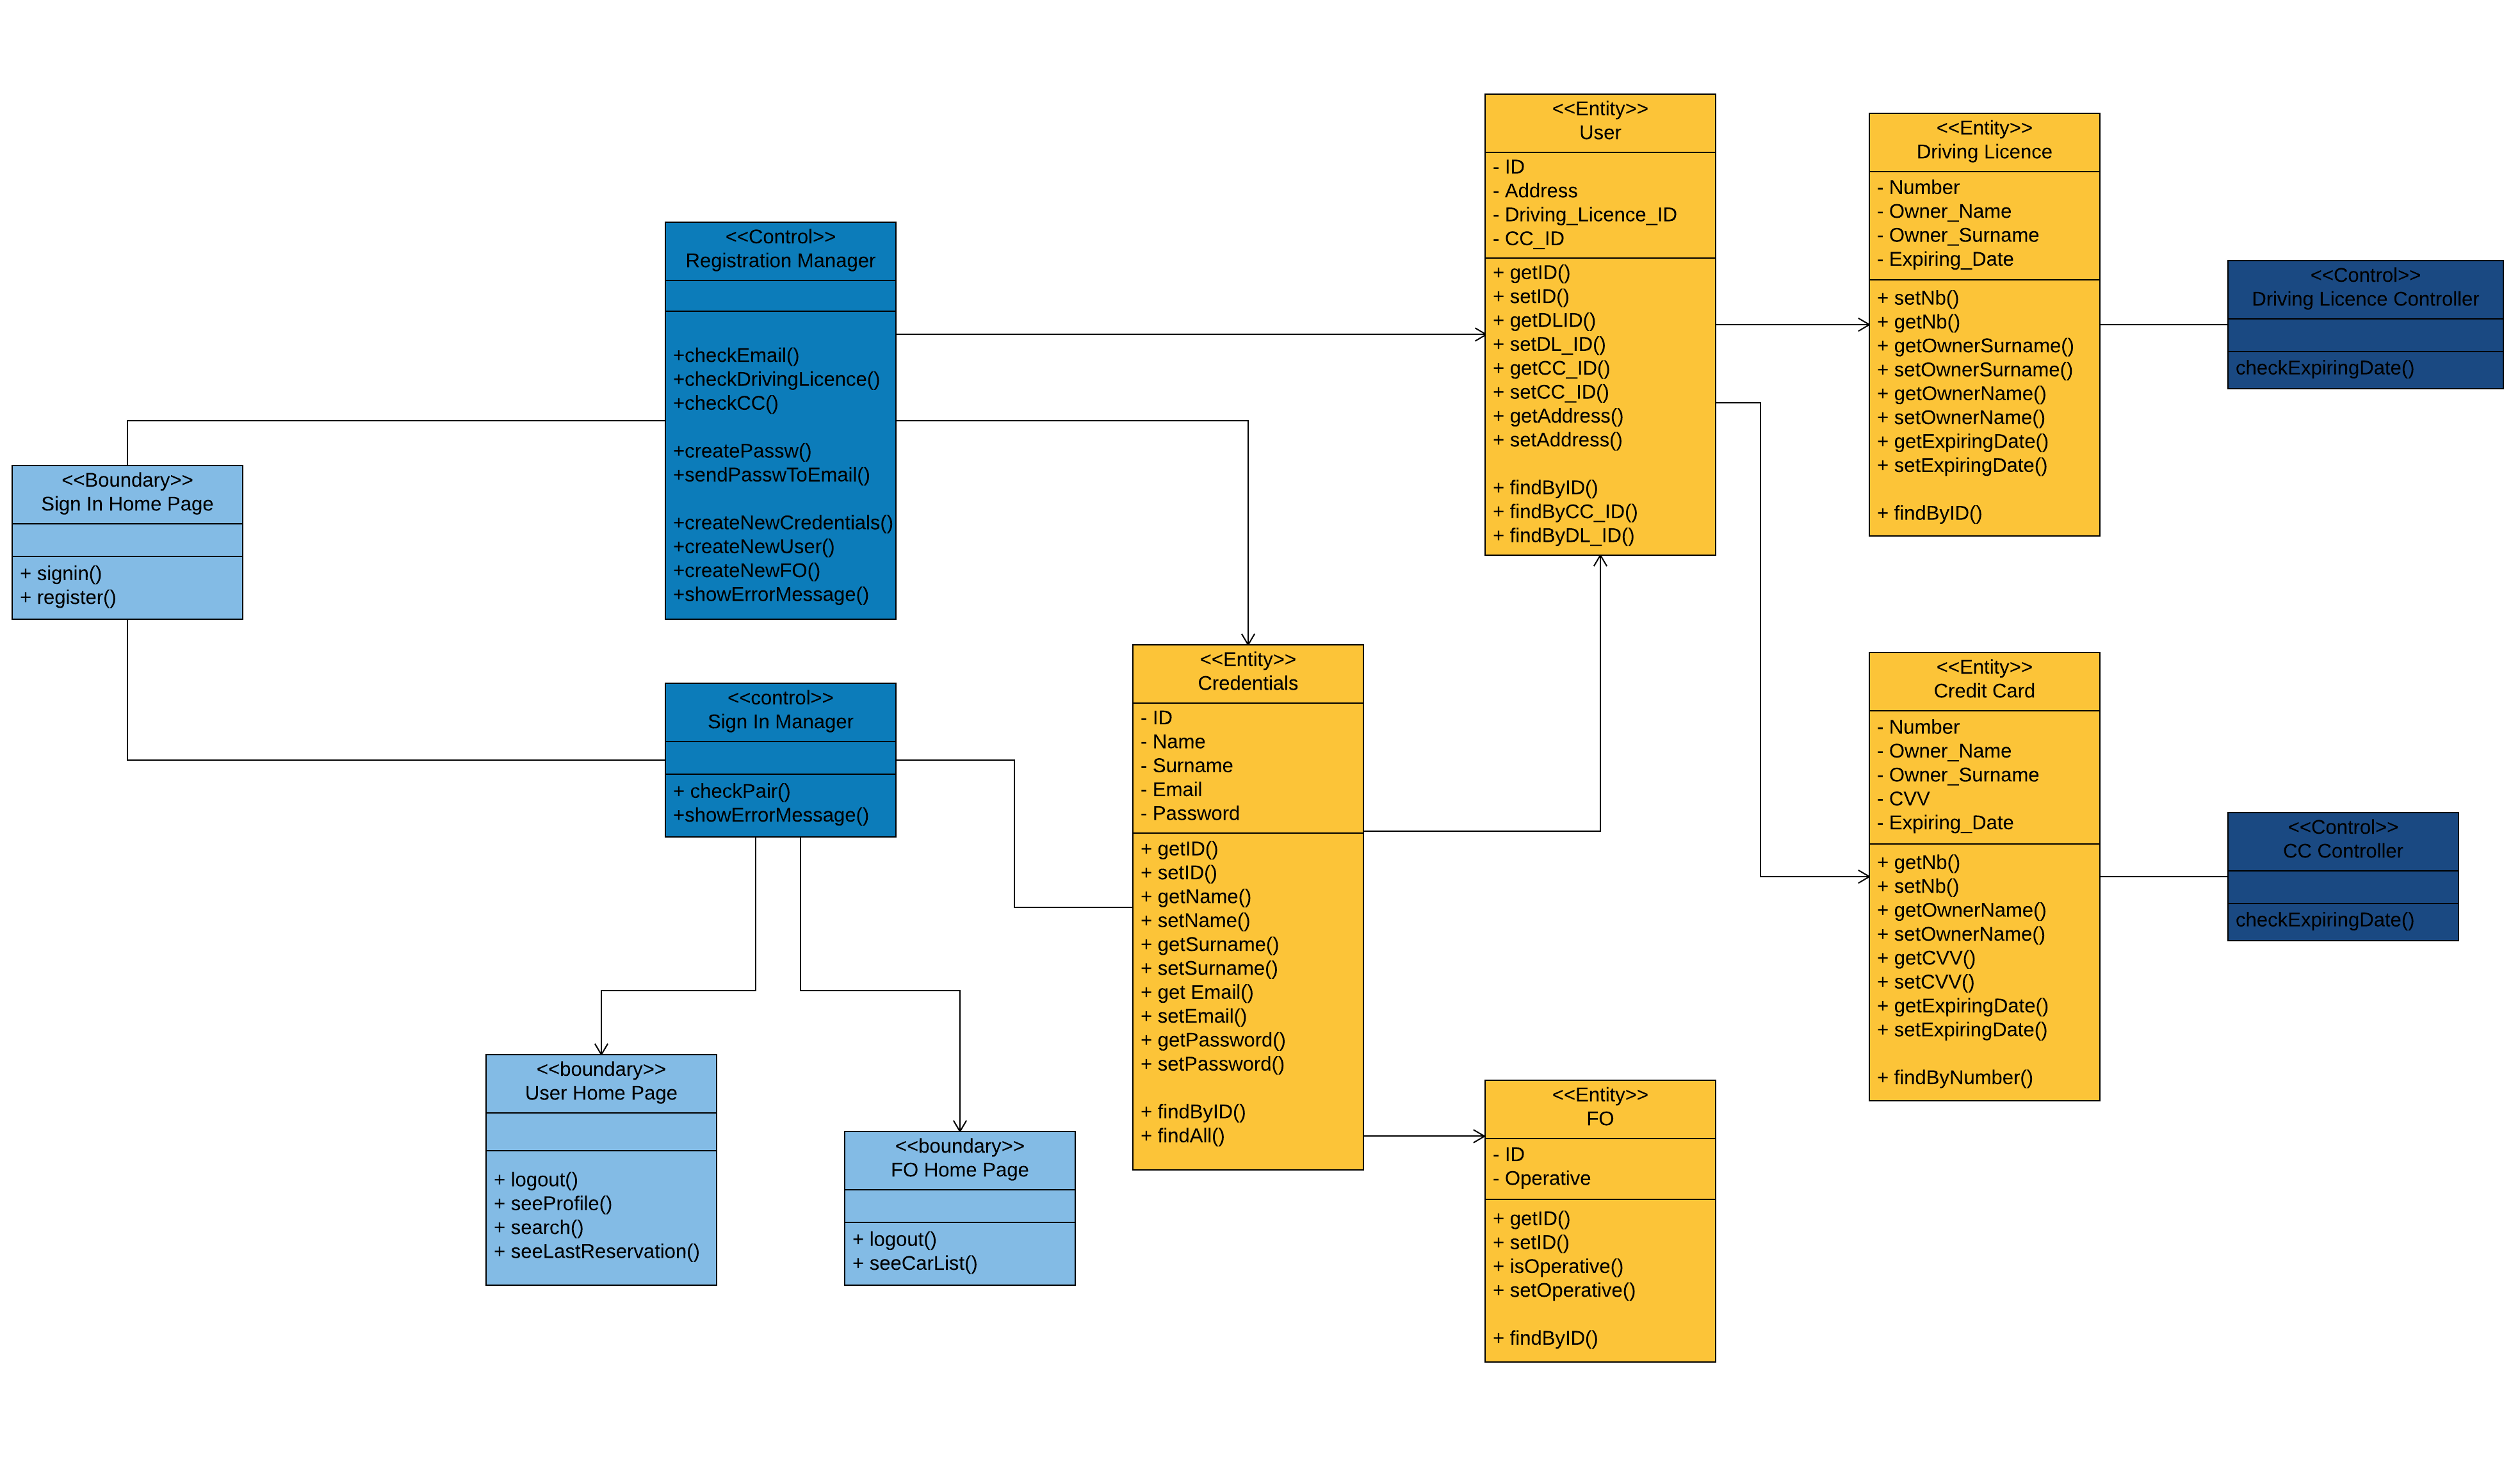 <<Entity>>
User
- ID
- Address
- Driving_Licence_ID
- CC_ID
+ getID()
+ setID()
+ getDLID()
+ setDL_ID()
+ getCC_ID()
+ setCC_ID()
+ getAddress()
+ setAddress()
+ findByID()
+ findByCC_ID()
+ findByDL_ID()
<<Entity>>
Driving Licence
- Number
- Owner_Name
- Owner_Surname
- Expiring_Date
+ setNb()
+ getNb()
+ getOwnerSurname()
+ setOwnerSurname()
+ getOwnerName()
+ setOwnerName()
+ getExpiringDate()
+ setExpiringDate()
+ findByID()
<<Control>>
Driving Licence Controller
checkExpiringDate()
<<Control>>
Registration Manager
+checkEmail()
+checkDrivingLicence()
+checkCC()
+createPassw()
+sendPasswToEmail()
+createNewCredentials()
+createNewUser()
+createNewFO()
+showErrorMessage()
<<Boundary>>
Sign In Home Page
+ signin()
+ register()
<<control>>
Sign In Manager
+ checkPair()
+showErrorMessage()
<<Entity>>
Credentials
- ID
- Name
- Surname
- Email
- Password
+ getID()
+ setID()
+ getName()
+ setName()
+ getSurname()
+ setSurname()
+ get Email()
+ setEmail()
+ getPassword()
+ setPassword()
+ findByID()
+ findAll()
<<Entity>>
Credit Card
- Number
- Owner_Name
- Owner_Surname
- CVV
- Expiring_Date
+ getNb()
+ setNb()
+ getOwnerName()
+ setOwnerName()
+ getCVV()
+ setCVV()
+ getExpiringDate()
+ setExpiringDate()
+ findByNumber()
<<Control>>
CC Controller
checkExpiringDate()
<<boundary>>
User Home Page
+ logout()
+ seeProfile()
+ search()
+ seeLastReservation()
<<boundary>>
FO Home Page
+ logout()
+ seeCarList()
<<Entity>>
FO
- ID
- Operative
+ getID()
+ setID()
+ isOperative()
+ setOperative()
+ findByID()